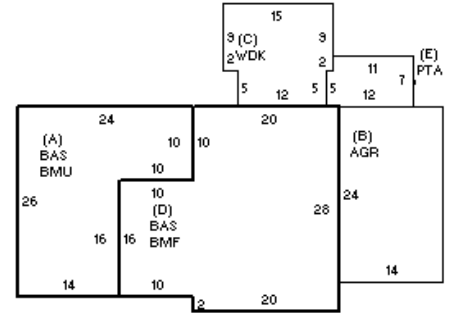 15
9 (C) 9
2 WDK 2
(E)
PTA
11
7
5 12 5 12
24 20
(A)
BAS
BMU
10 10
(B)
AGR
10
10
26
(D)
BAS
BMF
28 24
16 16
14 10 14
2 20